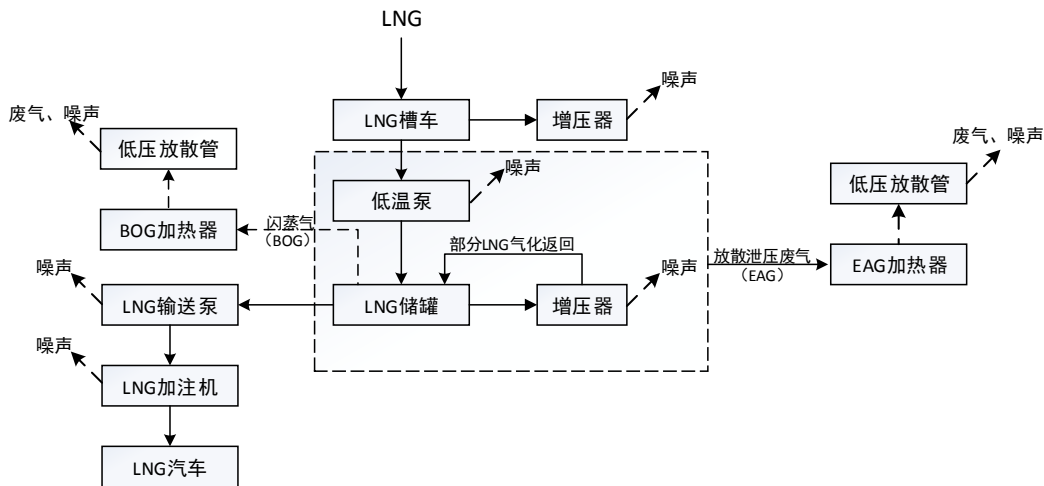 LNG
噪声
LNG槽车
增压器
废气、噪声
低压放散管
噪声
低温泵
废气、噪声
低压放散管
BOG加热器
闪蒸气
（BOG）
部分LNG气化返回
噪声
放散泄压废气
（EAG）
EAG加热器
噪声
LNG输送泵
LNG储罐
增压器
噪声
LNG加注机
LNG汽车